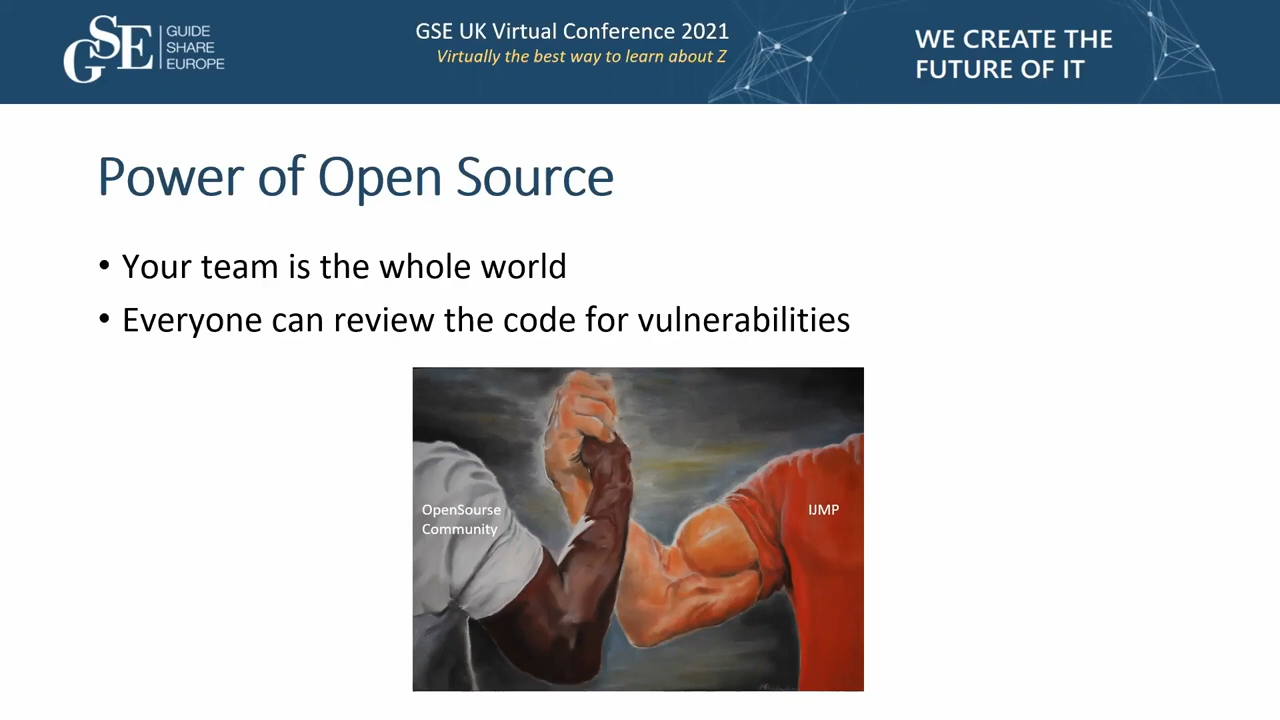 GSE
GUIDE
SHARE
EUROPE
GSE UK Virtual Conference 2021
Virtually the best way to learn about Z
WE CREATE THE
FUTURE OF IT
Power of Open Source
• Your team is the whole world
• Everyone can review the code for vulnerabilities
OpenSourse
Community
IJMP